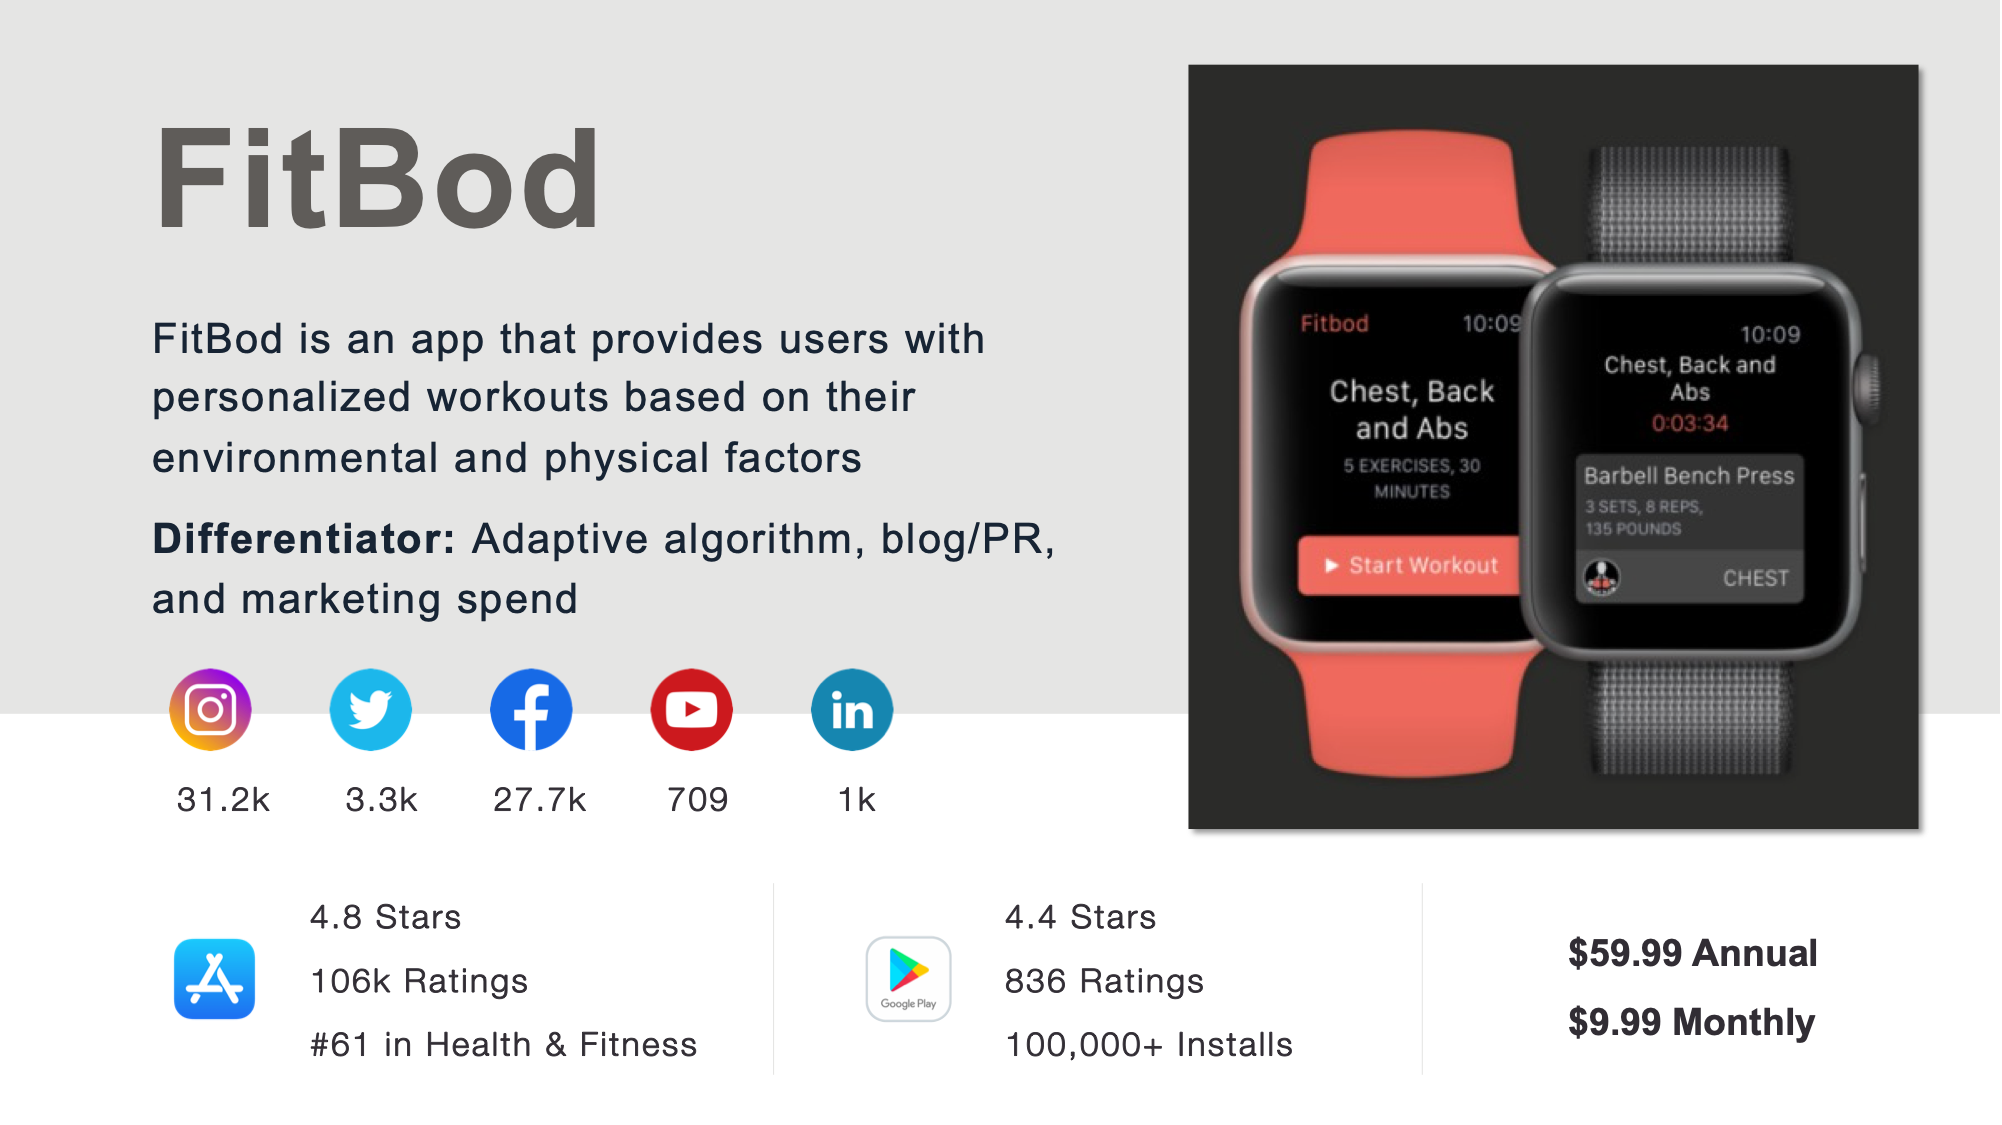 FitBod
FitBod is an app that provides users with
personalized workouts based on their
environmental and physical factors
Differentiator: Adaptive algorithm, blog/PR,
and marketing spend
31.2k
3.3k
27.7k
709
1k
Fitbod 10:09
Chest, Back
and Abs
5 EXERCISES, 30
MINUTES
Start Workout
10:09
Chest, Back and
Abs
0:03:34
Barbell Bench Press
3 SETS, 8 REPS,
135 POUNDS
CHEST
4.8 Stars
106k Ratings
#61 in Health & Fitness
Google Play
4.4 Stars
836 Ratings
100,000+ Installs
$59.99 Annual
$9.99 Monthly